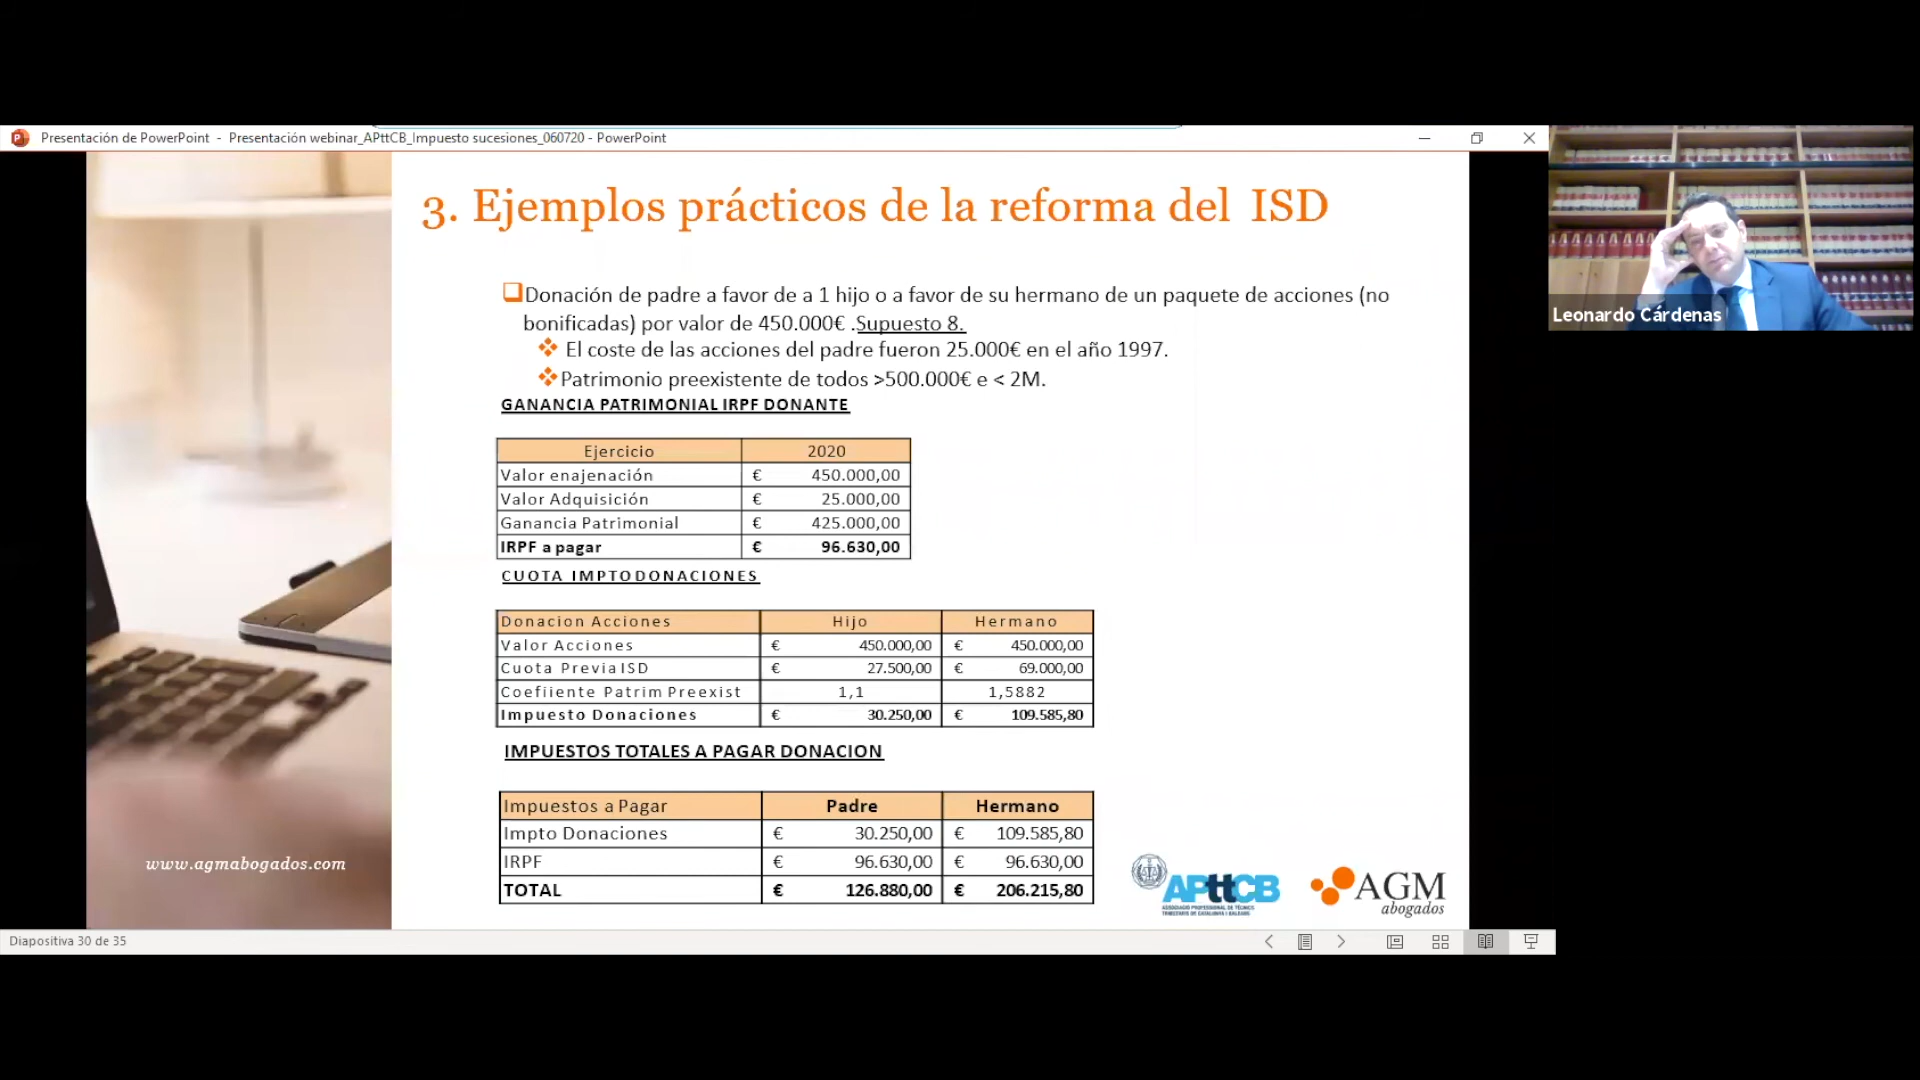 Presentación de PowerPoint - Presentación webinar_APttCB_Impuesto sucesiones_060720 - PowerPoint
3. Ejemplos prácticos de la reforma del ISD
Donación de padre a favor de a 1 hijo o a favor de su hermano de un paquete de acciones (no
bonificadas) por valor de 450.000€ .Supuesto 8.
El coste de las acciones del padre fueron 25.000€ en el año 1997.
Patrimonio preexistente de todos >500.000€ e < 2M.
GANANCIA PATRIMONIAL IRPF DONANTE
Ejercicio 2020
Valor enajenación € 450.000,00
Valor Adquisición € 25.000,00
Ganancia Patrimonial € 425.000,00
IRPF a pagar € 96.630,00
CUOTA IMPTO DONACIONES
Donacion Acciones Hijo Hermano
Valor Acciones € 450.000,00 € 450.000,00
Cuota Previa ISD € 27.500,00 € 69.000,00
Coefiiente Patrim Preexist 1,1 1,5882
Impuesto Donaciones € 30.250,00 € 109.585,80
IMPUESTOS TOTALES A PAGAR DONACION
Impuestos a Pagar Padre Hermano
Impto Donaciones € 30.250,00 € 109.585,80
IRPF € 96.630,00 € 96.630,00
TOTAL € 126.880,00 € 206.215,80
www.agmabogados.com
APttCB
ASSOCIACIÓ PROFESSIONAL DE TÈCNICS
TRIBUTARIS DE CATALUNYA I BALEARS
AGM
abogados
Leonardo Cárdenas
Diapositiva 30 de 35